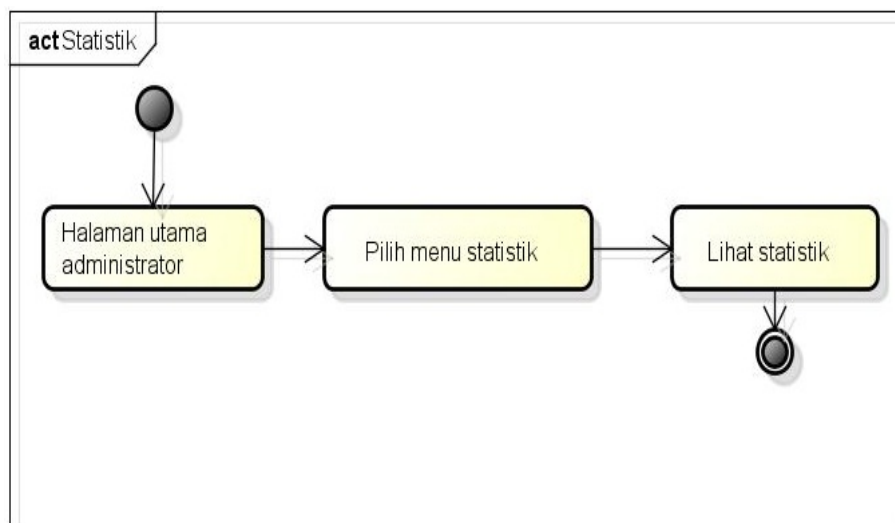 act Statistik
Halaman utama
administrator
Pilih menu statistik
Lihat statistik